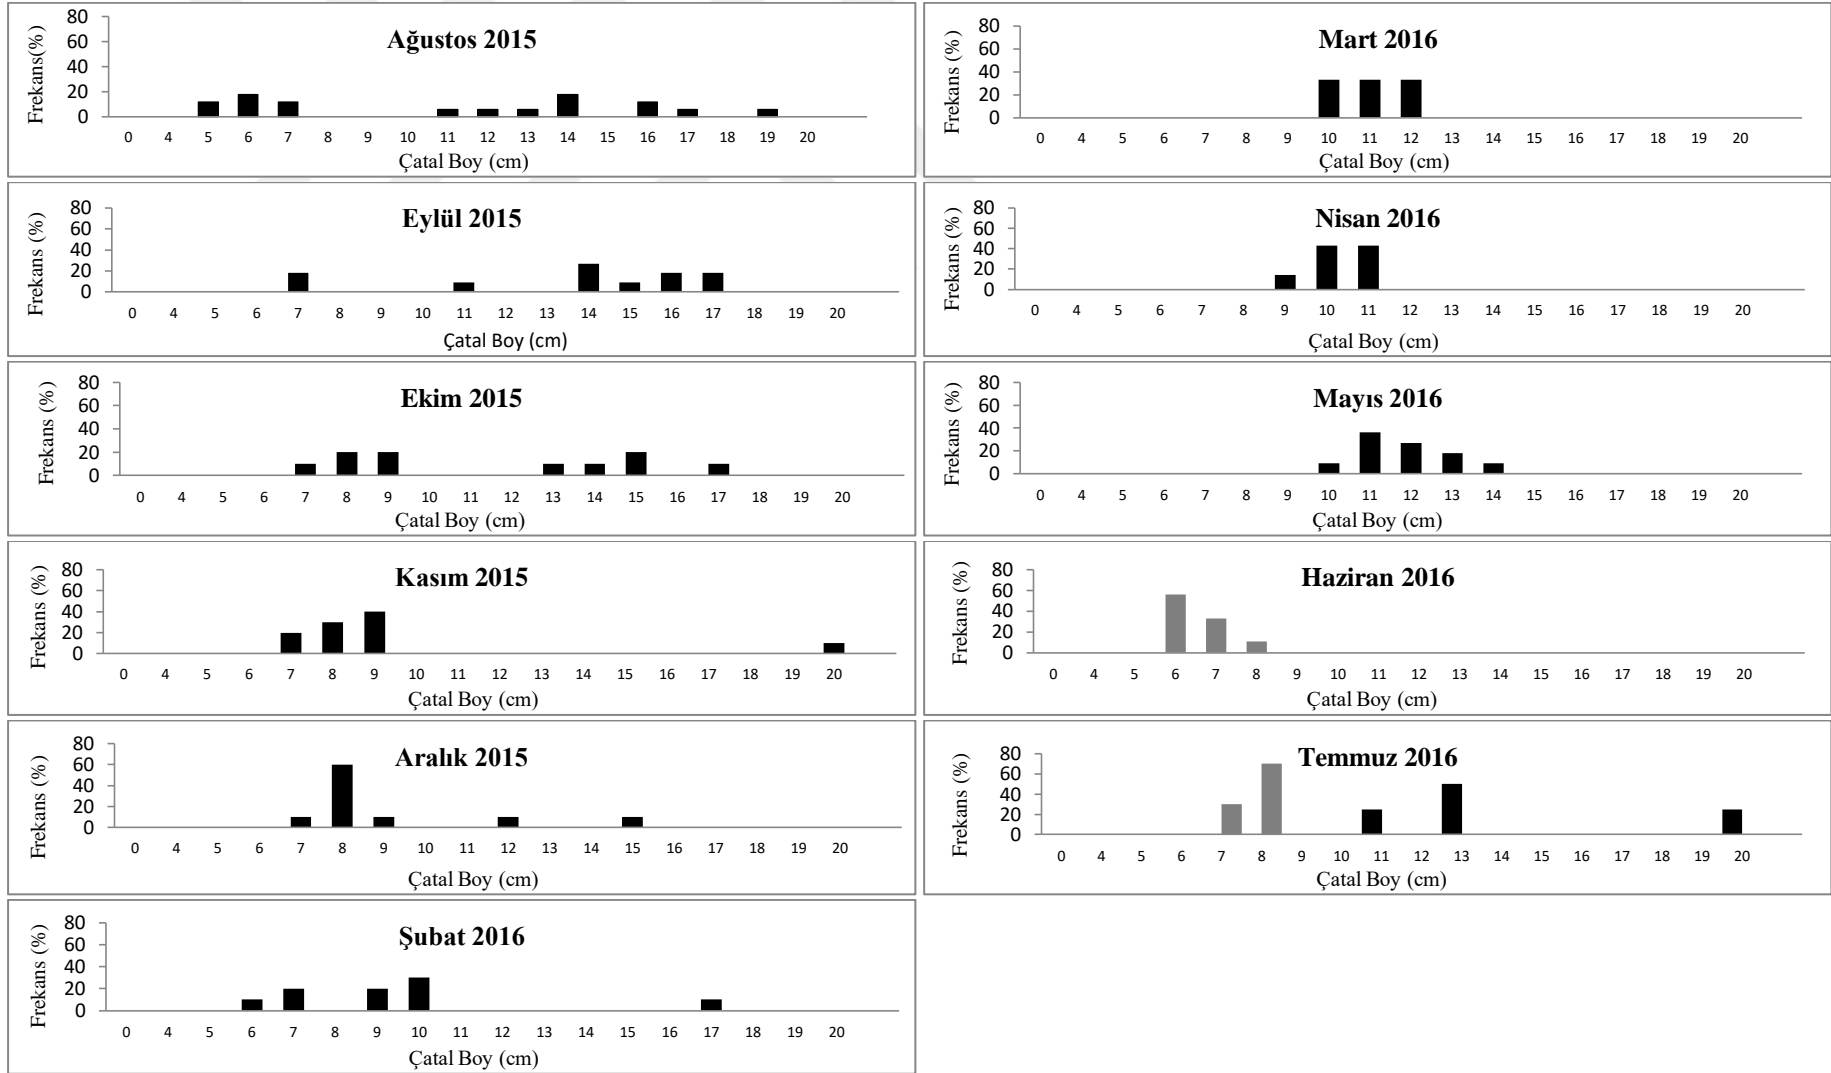 Ağustos 2015
Frekans(%)
80
60
40
20
0
0 4 5 6 7 8 9 10 11 12 13 14 15 16 17 18 19 20
Çatal Boy (cm)
Eylül 2015
Frekans (%)
80
60
40
20
0
0 4 5 6 7 8 9 10 11 12 13 14 15 16 17 18 19 20
Çatal Boy (cm)
Ekim 2015
Frekans (%)
80
60
40
20
0
0 4 5 6 7 8 9 10 11 12 13 14 15 16 17 18 19 20
Çatal Boy (cm)
Kasım 2015
Frekans (%)
80
60
40
20
0
0 4 5 6 7 8 9 10 11 12 13 14 15 16 17 18 19 20
Çatal Boy (cm)
Aralık 2015
Frekans (%)
80
60
40
20
0
0 4 5 6 7 8 9 10 11 12 13 14 15 16 17 18 19 20
Çatal Boy (cm)
Şubat 2016
Frekans (%)
80
60
40
20
0
0 4 5 6 7 8 9 10 11 12 13 14 15 16 17 18 19 20
Çatal Boy (cm)
Mart 2016
Frekans (%)
80
60
40
20
0
0 4 5 6 7 8 9 10 11 12 13 14 15 16 17 18 19 20
Çatal Boy (cm)
Nisan 2016
Frekans (%)
80
60
40
20
0
0 4 5 6 7 8 9 10 11 12 13 14 15 16 17 18 19 20
Çatal Boy (cm)
Mayıs 2016
Frekans (%)
80
60
40
20
0
0 4 5 6 7 8 9 10 11 12 13 14 15 16 17 18 19 20
Çatal Boy (cm)
Haziran 2016
Frekans (%)
80
60
40
20
0
0 4 5 6 7 8 9 10 11 12 13 14 15 16 17 18 19 20
Çatal Boy (cm)
Temmuz 2016
Frekans (%)
80
60
40
20
0
0 4 5 6 7 8 9 10 11 12 13 14 15 16 17 18 19 20
Çatal Boy (cm)